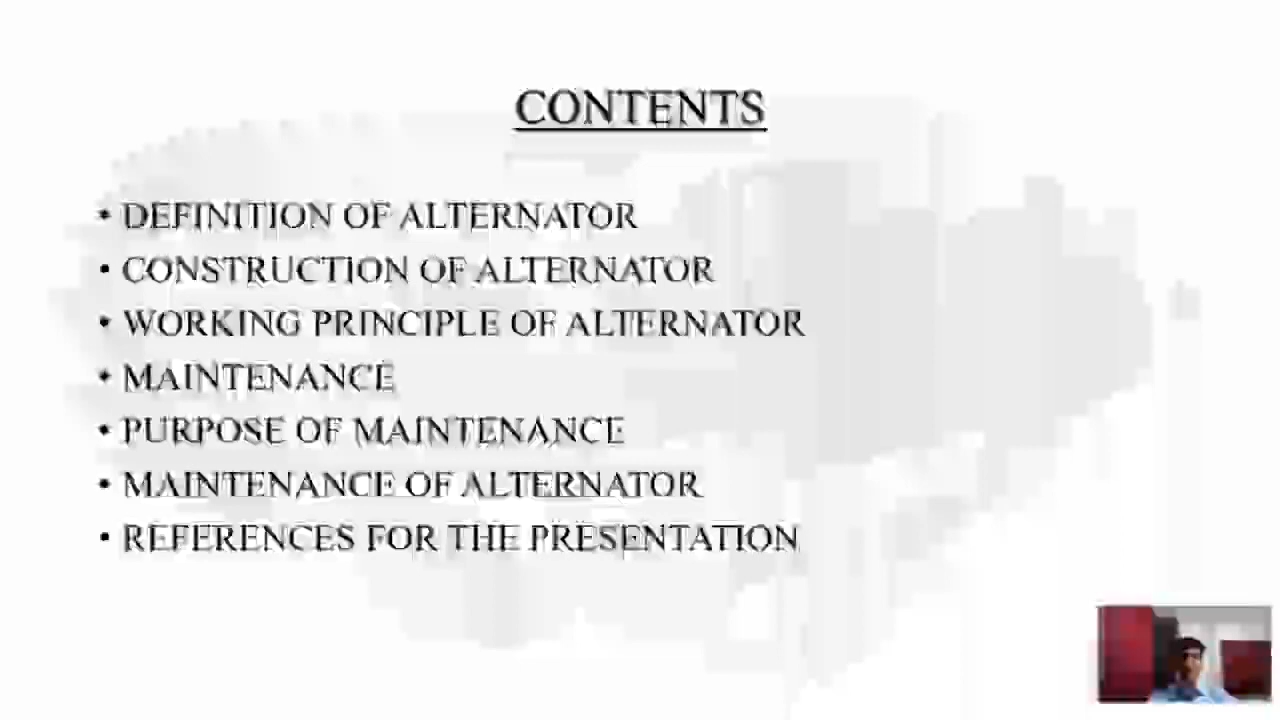 CONTENTS
• DEFINITION OF ALTERNATOR
• CONSTRUCTION OF ALTERNATOR
• WORKING PRINCIPLE OF ALTERNATOR
• MAINTENANCE
• PURPOSE OF MAINTENANCE
• MAINTENANCE OF ALTERNATOR
• REFERENCES FOR THE PRESENTATION